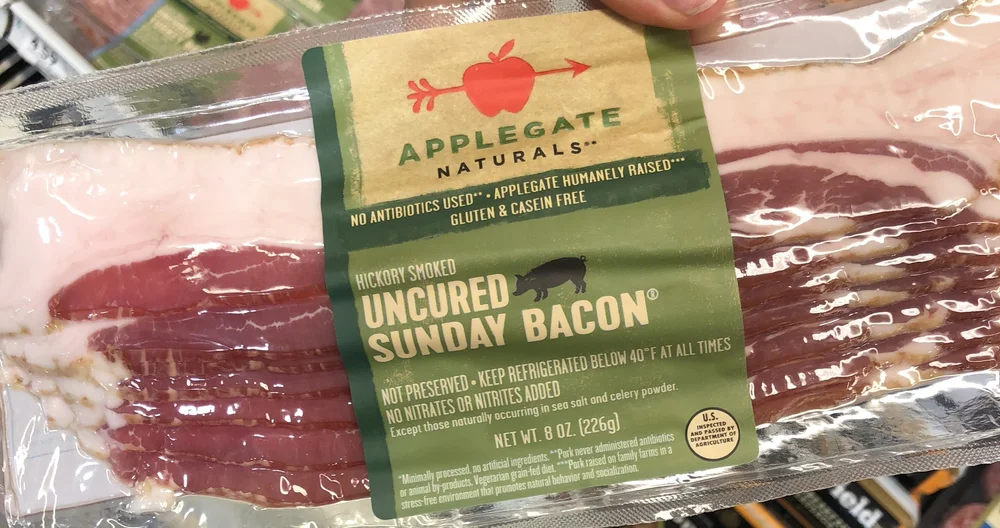 APPLEGATE
NATURALS**
NO ANTIBIOTICS USED** • APPLEGATE HUMANELY RAISED***
GLUTEN & CASEIN FREE
HICKORY SMOKED
UNCURED
SUNDAY BACON®
NOT PRESERVED • KEEP REFRIGERATED BELOW 40°F AT ALL TIMES
NO NITRATES OR NITRITES ADDED
Except those naturally occurring in sea salt and celery powder.
NET WT. 8 OZ. (226g)
U.S.
INSPECTED
AND PASSED BY
DEPARTMENT OF
AGRICULTURE
*Minimally processed, no artificial ingredients. **Pork never administered antibiotics
or animal by-products. Vegetarian grain-fed diet. ***Pork raised on family farms in a
stress-free environment that promotes natural behavior and socialization.